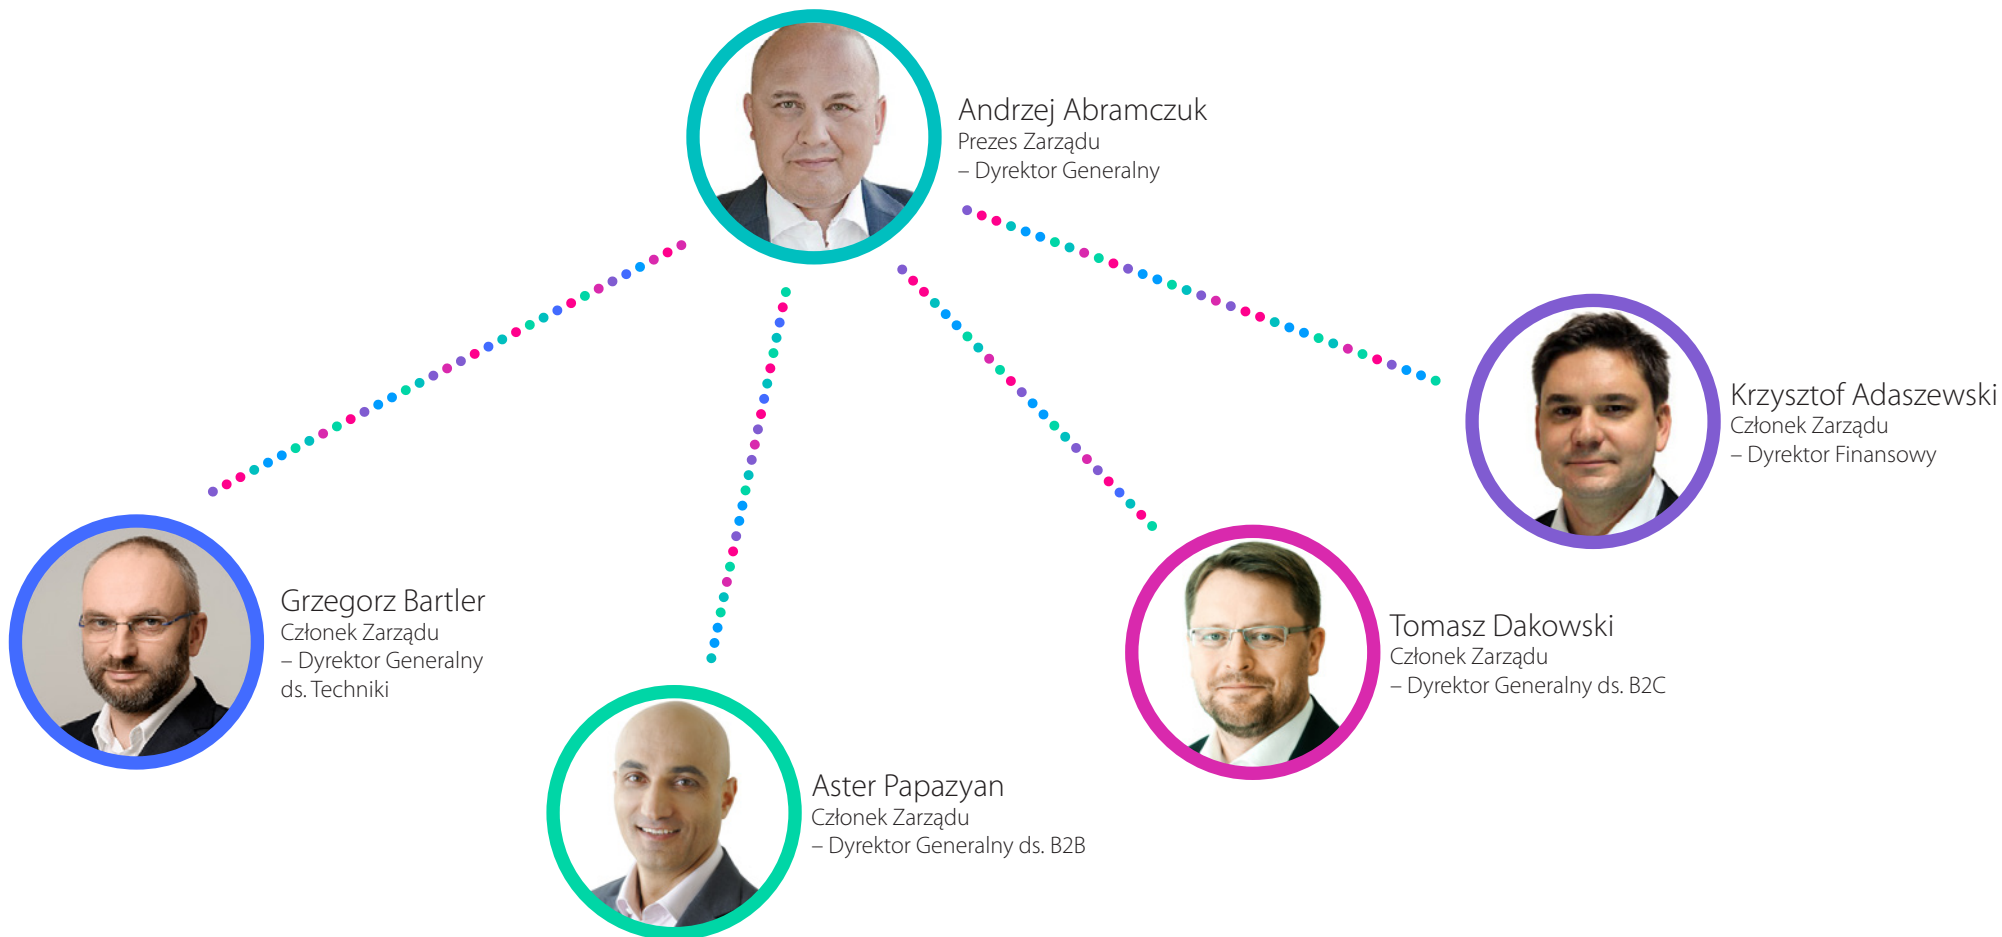 Andrzej Abramczuk
Prezes Zarządu
– Dyrektor Generalny
Krzysztof Adaszewski
Członek Zarządu
– Dyrektor Finansowy
Grzegorz Bartler
Członek Zarządu
– Dyrektor Generalny
ds. Techniki
Tomasz Dakowski
Członek Zarządu
– Dyrektor Generalny ds. B2C
Aster Papazyan
Członek Zarządu
– Dyrektor Generalny ds. B2B